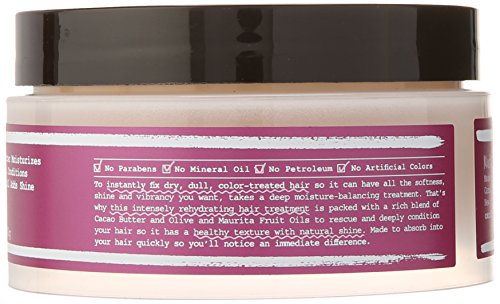 Moisturizes
Conditions
Adds Shine
No Parabens No Mineral Oil No Petroleum No Artificial Colors
To instantly fix dry, dull, color-treated hair so it can have all the softness,
shine and vibrancy you want, takes a deep moisture-balancing treatment. That's
why this intensely rehydrating hair treatment is packed with a rich blend of
Cacao Butter and Olive and Maurita Fruit Oils to rescue and deeply condition
your hair so it has a healthy texture with natural shine. Made to absorb into
your hair quickly so you'll notice an immediate difference.